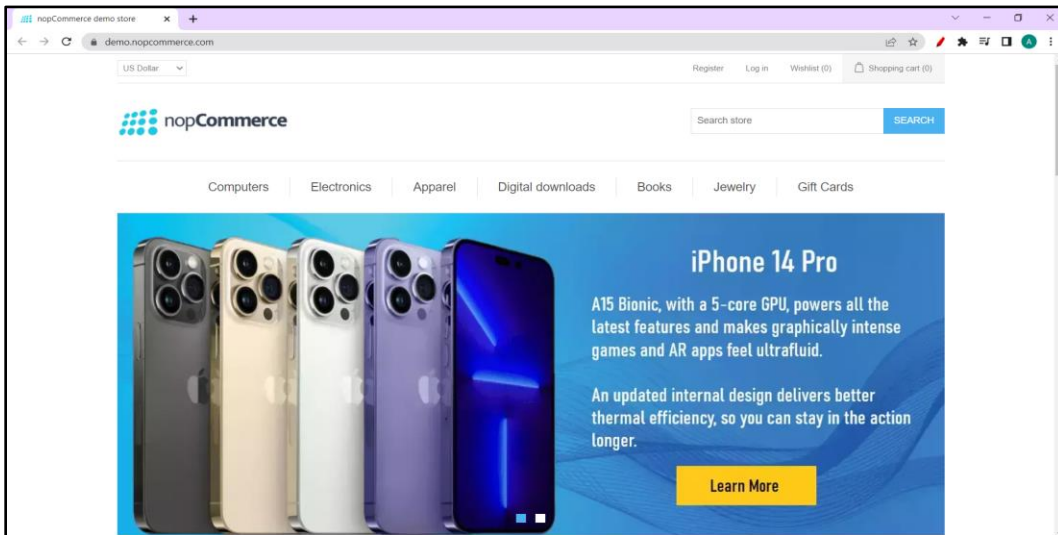 nopCommerce demo store
demo.nopcommerce.com
A
US Dollar
Register Log in Wishlist (0) Shopping cart (0)
nopCommerce
Search store
SEARCH
Computers Electronics Apparel Digital downloads Books Jewelry Gift Cards
iPhone 14 Pro
A15 Bionic, with a 5-core GPU, powers all the
latest features and makes graphically intense
games and AR apps feel ultrafluid.
An updated internal design delivers better
thermal efficiency, so you can stay in the action
longer.
Learn More